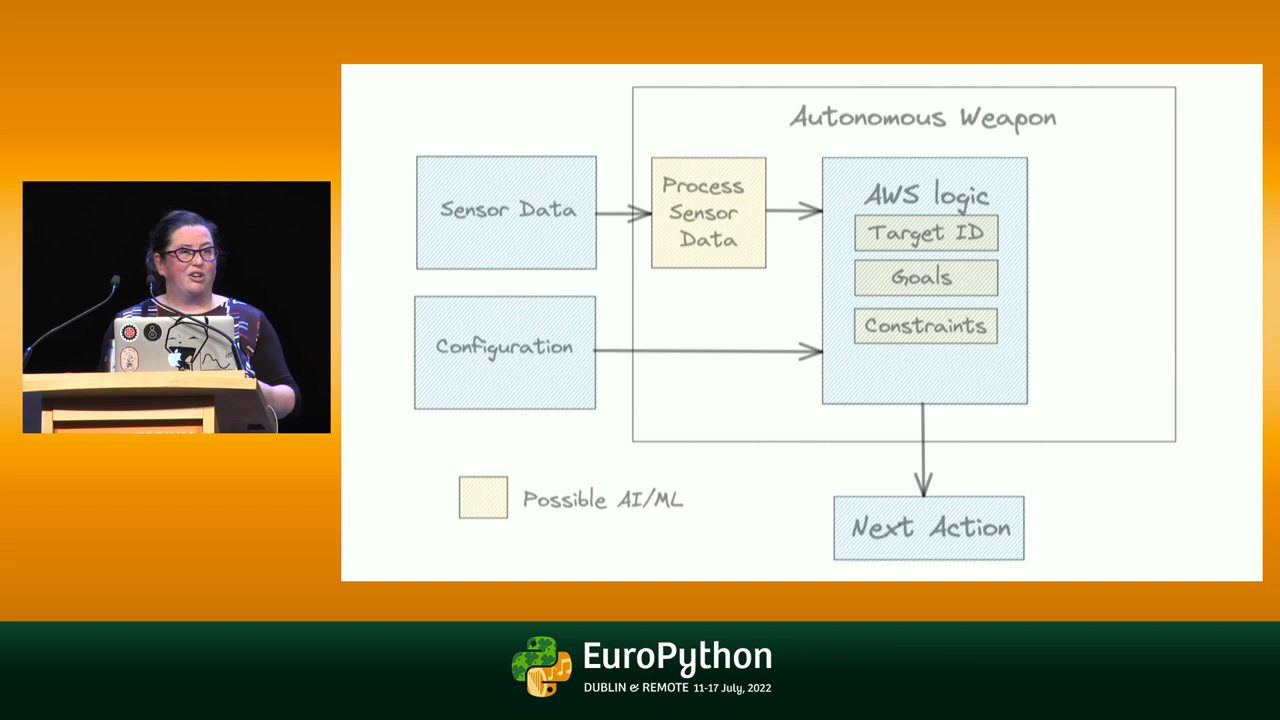 Autonomous Weapon
Sensor Data
Process
Sensor
Data
AWS logic
Target ID
Goals
Constraints
Configuration
Possible AI/ML
Next Action
EuroPython
DUBLIN & REMOTE 11-17 July, 2022